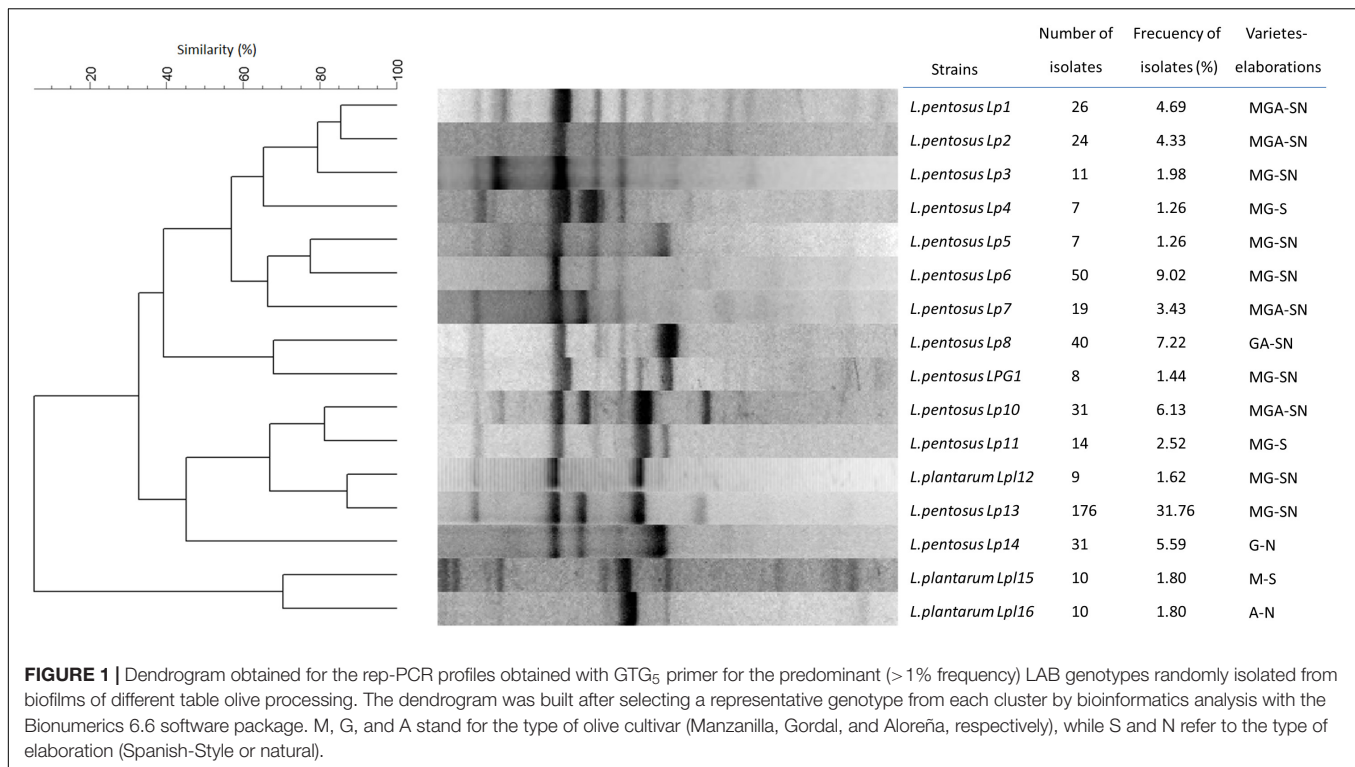 Similarity (%)
20 40 60 80 100
Number of Frecuency of Varietes-
Strains isolates isolates (%) elaborations
L.pentosus Lp1 26 4.69 MGA-SN
L.pentosus Lp2 24 4.33 MGA-SN
L.pentosus Lp3 11 1.98 MG-SN
L.pentosus Lp4 7 1.26 MG-S
L.pentosus Lp5 7 1.26 MG-SN
L.pentosus Lp6 50 9.02 MG-SN
L.pentosus Lp7 19 3.43 MGA-SN
L.pentosus Lp8 40 7.22 GA-SN
L.pentosus LPG1 8 1.44 MG-SN
L.pentosus Lp10 31 6.13 MGA-SN
L.pentosus Lp11 14 2.52 MG-S
L.plantarum Lpl12 9 1.62 MG-SN
L.pentosus Lp13 176 31.76 MG-SN
L.pentosus Lp14 31 5.59 G-N
L.plantarum Lpl15 10 1.80 M-S
L.plantarum Lpl16 10 1.80 A-N
FIGURE 1 | Dendrogram obtained for the rep-PCR profiles obtained with GTG5 primer for the predominant (>1% frequency) LAB genotypes randomly isolated from
biofilms of different table olive processing. The dendrogram was built after selecting a representative genotype from each cluster by bioinformatics analysis with the
Bionumerics 6.6 software package. M, G, and A stand for the type of olive cultivar (Manzanilla, Gordal, and Aloreña, respectively), while S and N refer to the type of
elaboration (Spanish-Style or natural).